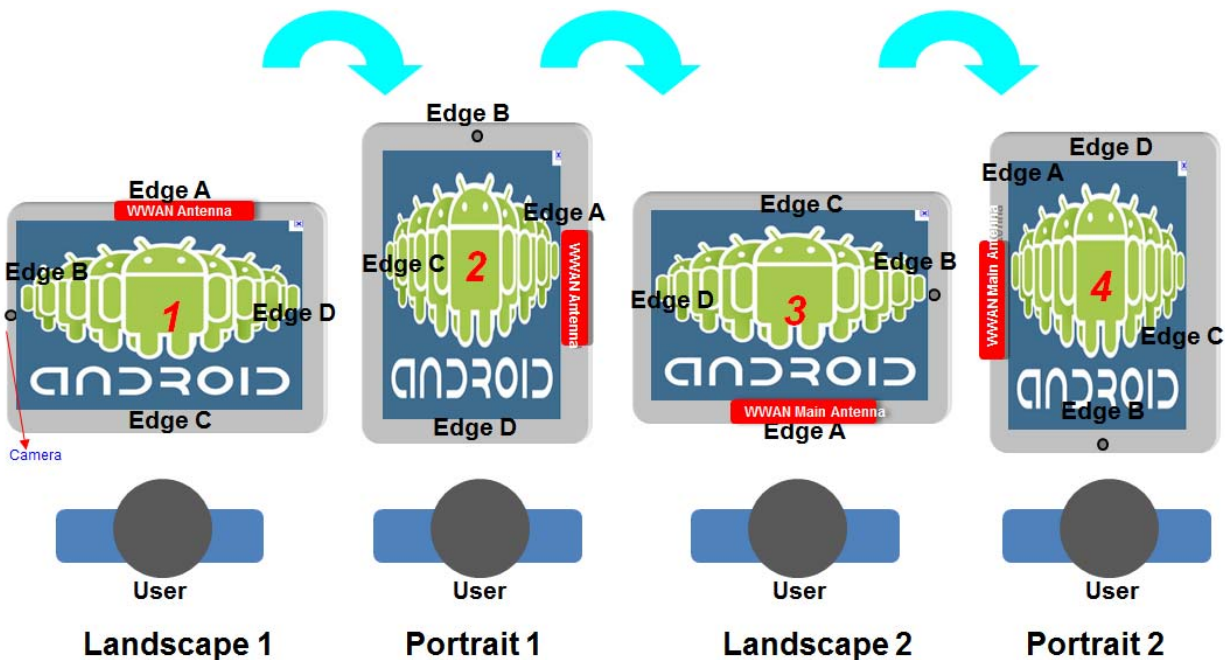 Edge A
WWAN Antenna
Edge B
1
Edge D
ANDROID
Edge C
Camera
User
Landscape 1
Edge B
Edge A
Edge C
2
WWAN Antenna
ANDROID
Edge D
User
Portrait 1
Edge C
Edge B
Edge D
3
ANDROID
WWAN Main Antenna
Edge A
User
Landscape 2
Edge D
Edge A
WWAN Main Antenna
4
Edge C
ANDROID
Edge B
User
Portrait 2